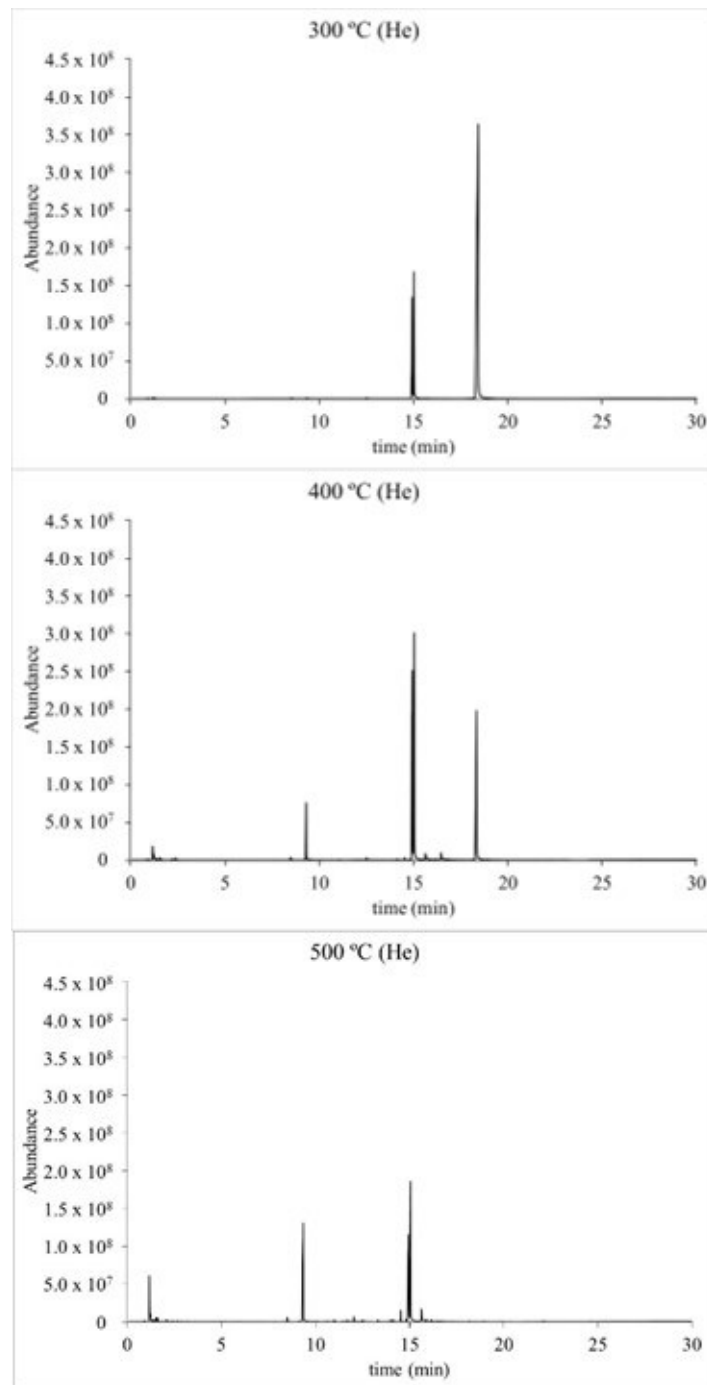 300 ºC (He)
4.5 x 10⁸
4.0 x 10⁸
3.5 x 10⁸
3.0 x 10⁸
2.5 x 10⁸
2.0 x 10⁸
1.5 x 10⁸
1.0 x 10⁸
5.0 x 10⁷
0
Abundance
0 5 10 15 20 25 30
time (min)
400 ºC (He)
4.5 x 10⁸
4.0 x 10⁸
3.5 x 10⁸
3.0 x 10⁸
2.5 x 10⁸
2.0 x 10⁸
1.5 x 10⁸
1.0 x 10⁸
5.0 x 10⁷
0
Abundance
0 5 10 15 20 25 30
time (min)
500 ºC (He)
4.5 x 10⁸
4.0 x 10⁸
3.5 x 10⁸
3.0 x 10⁸
2.5 x 10⁸
2.0 x 10⁸
1.5 x 10⁸
1.0 x 10⁸
5.0 x 10⁷
0
Abundance
0 5 10 15 20 25 30
time (min)